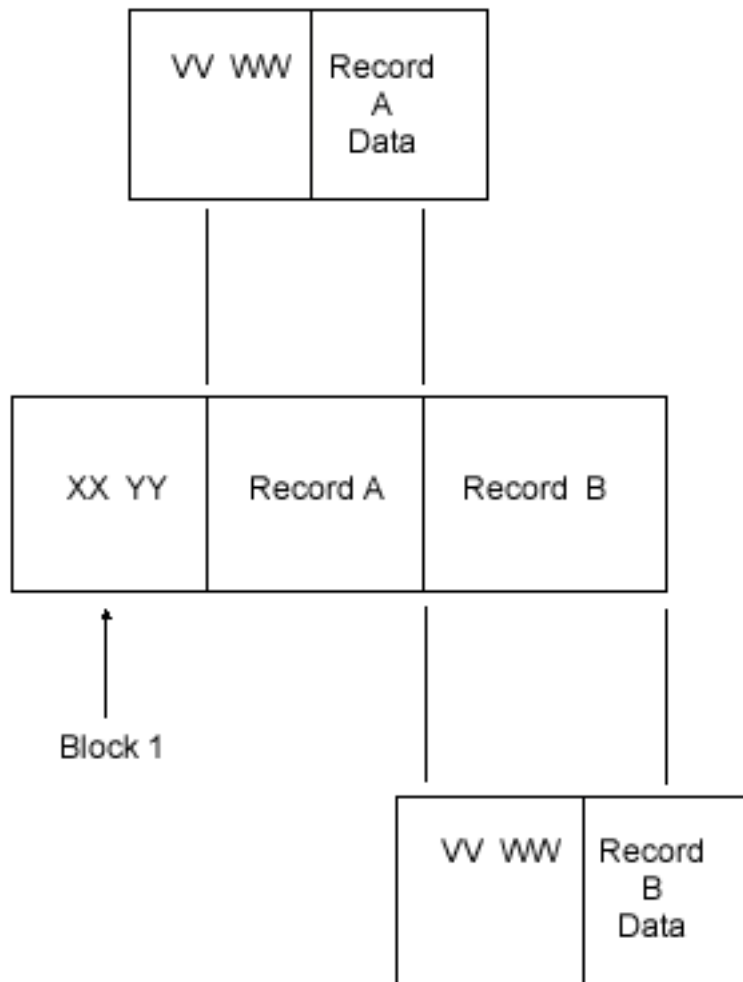 VV WW
Record
A
Data
XX YY
Record A
Record B
Block 1
VV WW
Record
B
Data